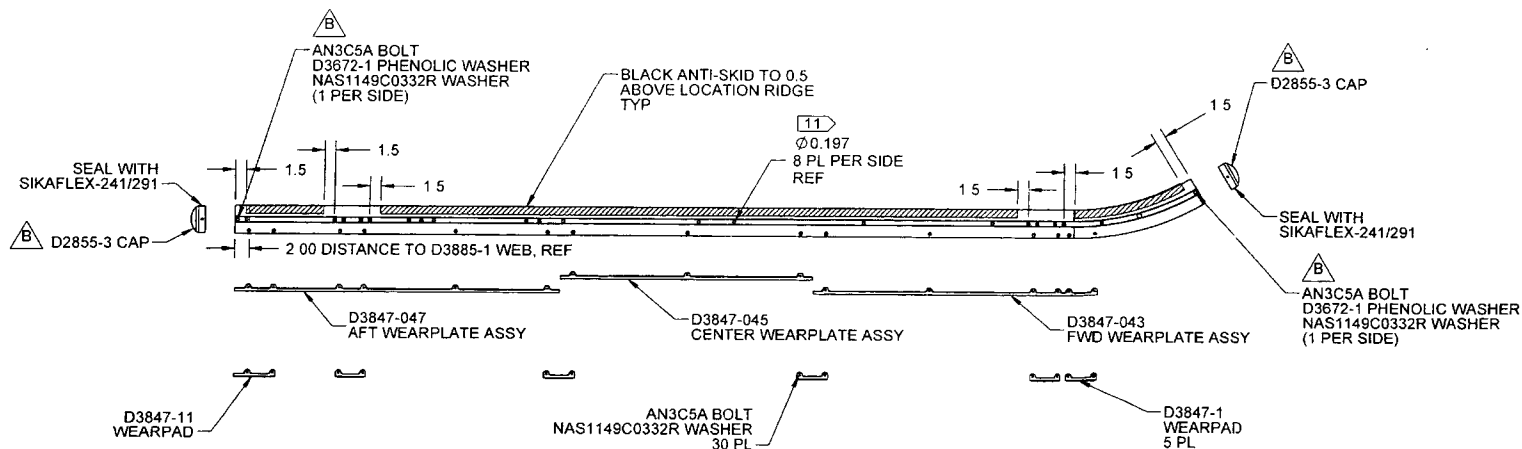 B
AN3C5A BOLT
D3672-1 PHENOLIC WASHER
NAS1149C0332R WASHER
(1 PER SIDE)
BLACK ANTI-SKID TO 0.5
ABOVE LOCATION RIDGE
TYP
11
Ø0.197
8 PL PER SIDE
REF
B
D2855-3 CAP
1 5
1.5
1.5
1 5
1 5
SEAL WITH
SIKAFLEX-241/291
B
D2855-3 CAP
2 00 DISTANCE TO D3885-1 WEB, REF
SEAL WITH
SIKAFLEX-241/291
B
AN3C5A BOLT
D3672-1 PHENOLIC WASHER
NAS1149C0332R WASHER
(1 PER SIDE)
D3847-047
AFT WEARPLATE ASSY
D3847-045
CENTER WEARPLATE ASSY
D3847-043
FWD WEARPLATE ASSY
D3847-11
WEARPAD
AN3C5A BOLT
NAS1149C0332R WASHER
30 PL
D3847-1
WEARPAD
5 PL